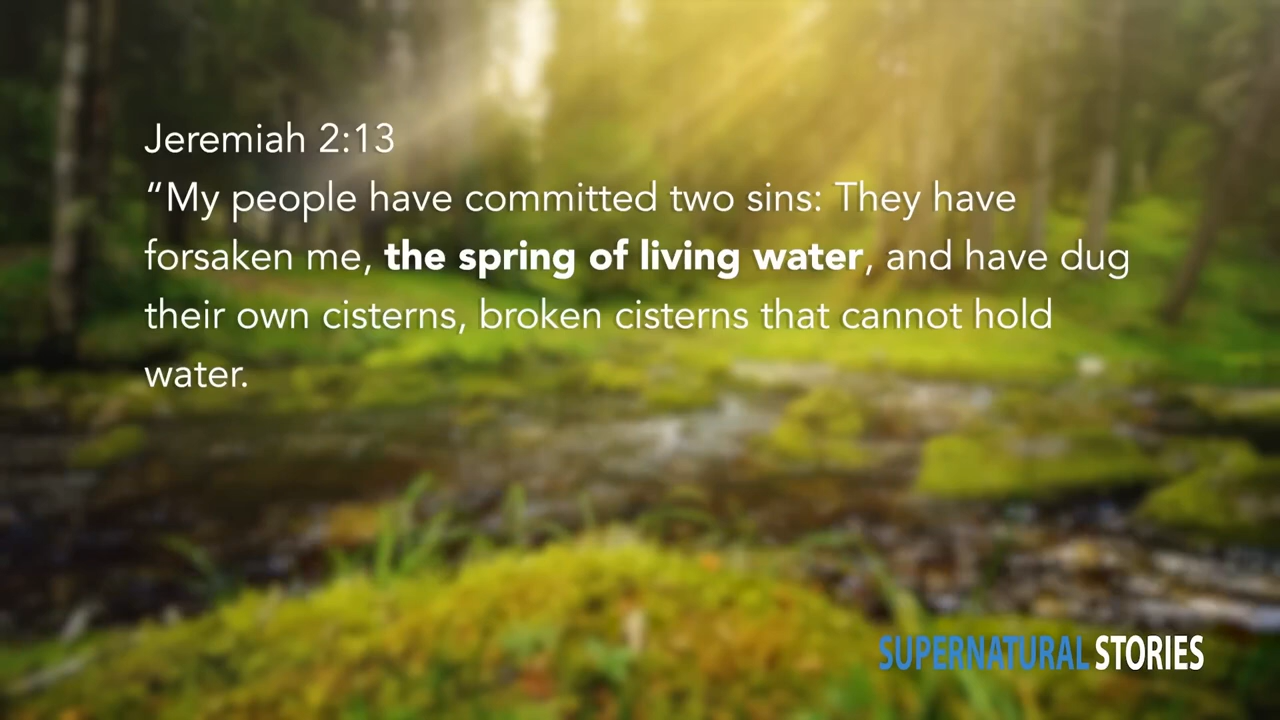 Jeremiah 2:13
“My people have committed two sins: They have
forsaken me, the spring of living water, and have dug
their own cisterns, broken cisterns that cannot hold
water.
SUPERNATURAL STORIES